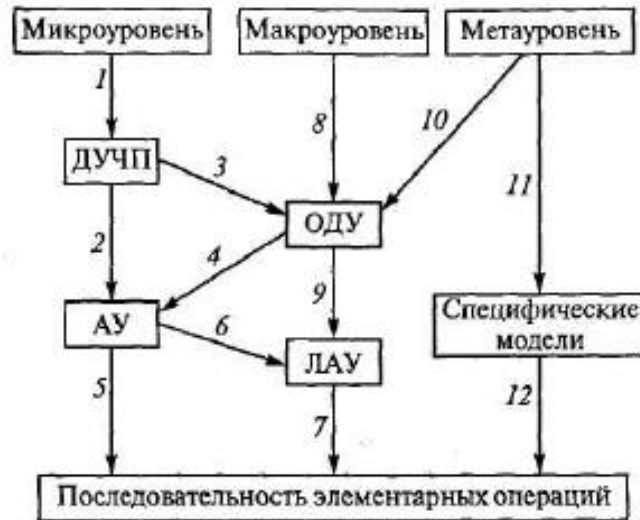 Микроуровень
Макроуровень
Метауровень
1
8
10
ДУЧП
3
11
2
ОДУ
4
9
АУ
6
Специфические
модели
ЛАУ
5
7
12
Последовательность элементарных операций